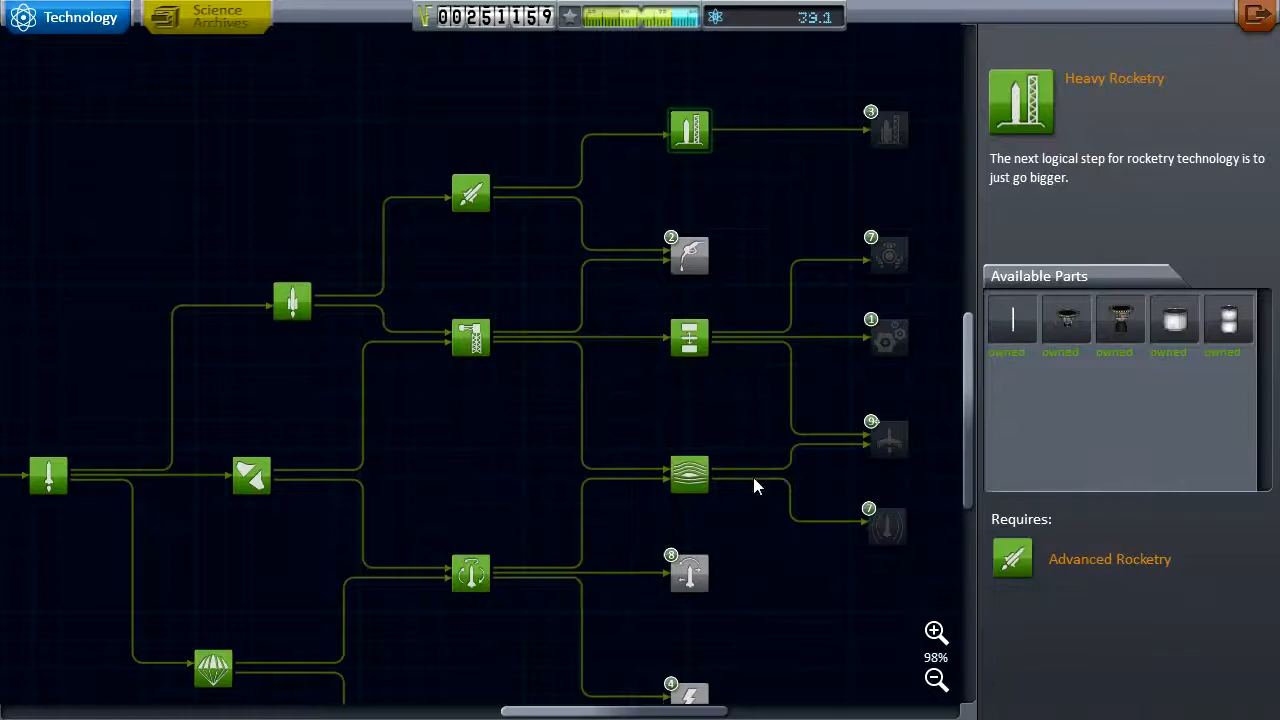 Technology
Science
Archives
00251159
79.1
Heavy Rocketry
The next logical step for rocketry technology is to
just go bigger.
3
2
7
Available Parts
1
owned owned owned owned owned
9
7
Requires:
8
Advanced Rocketry
98%
4